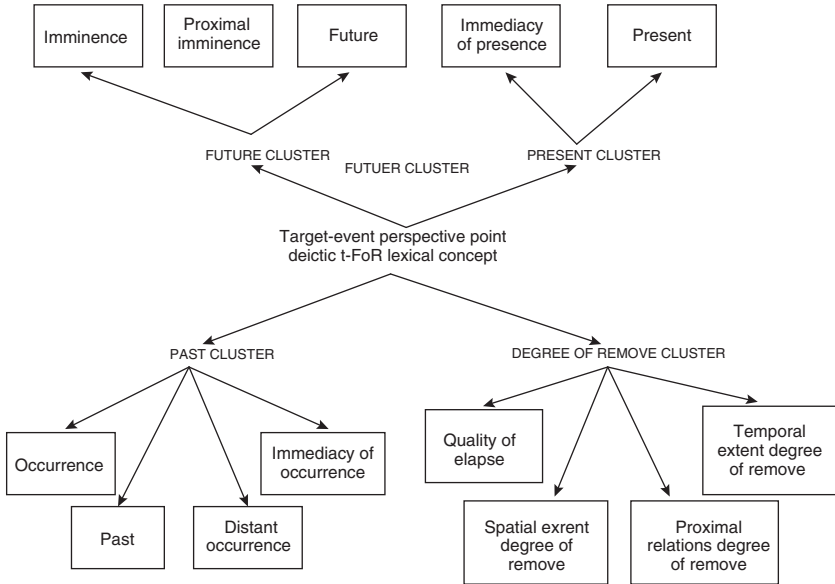 Imminence
Proximal
imminence
Future
Immediacy
of presence
Present
FUTURE CLUSTER
FUTUER CLUSTER
PRESENT CLUSTER
Target-event perspective point
deictic t-FoR lexical concept
PAST CLUSTER
DEGREE OF REMOVE CLUSTER
Occurrence
Past
Distant
occurrence
Immediacy of
occurrence
Quality of
elapse
Spatial exrent
degree of
remove
Proximal
relations degree
of remove
Temporal
extent degree
of remove